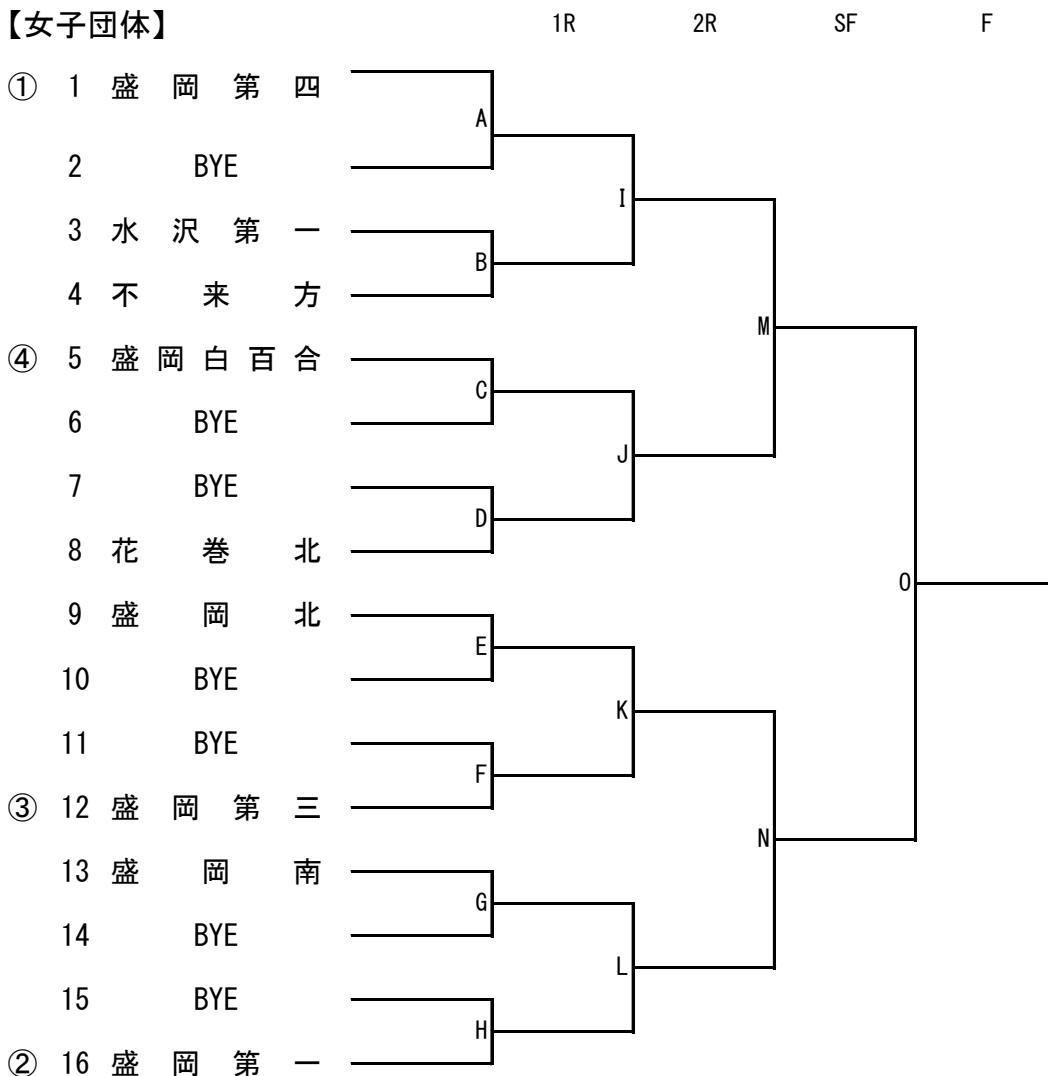 【女子団体】 1R 2R SF F
① 1 盛岡第四
A
2 BYE
I
3 水沢第一
B
4 不来方
M
④ 5 盛岡白百合
C
6 BYE
J
7 BYE
D
8 花巻北
O
9 盛岡北
E
10 BYE
K
11 BYE
F
③ 12 盛岡第三
N
13 盛岡南
G
14 BYE
L
15 BYE
H
② 16 盛岡第一